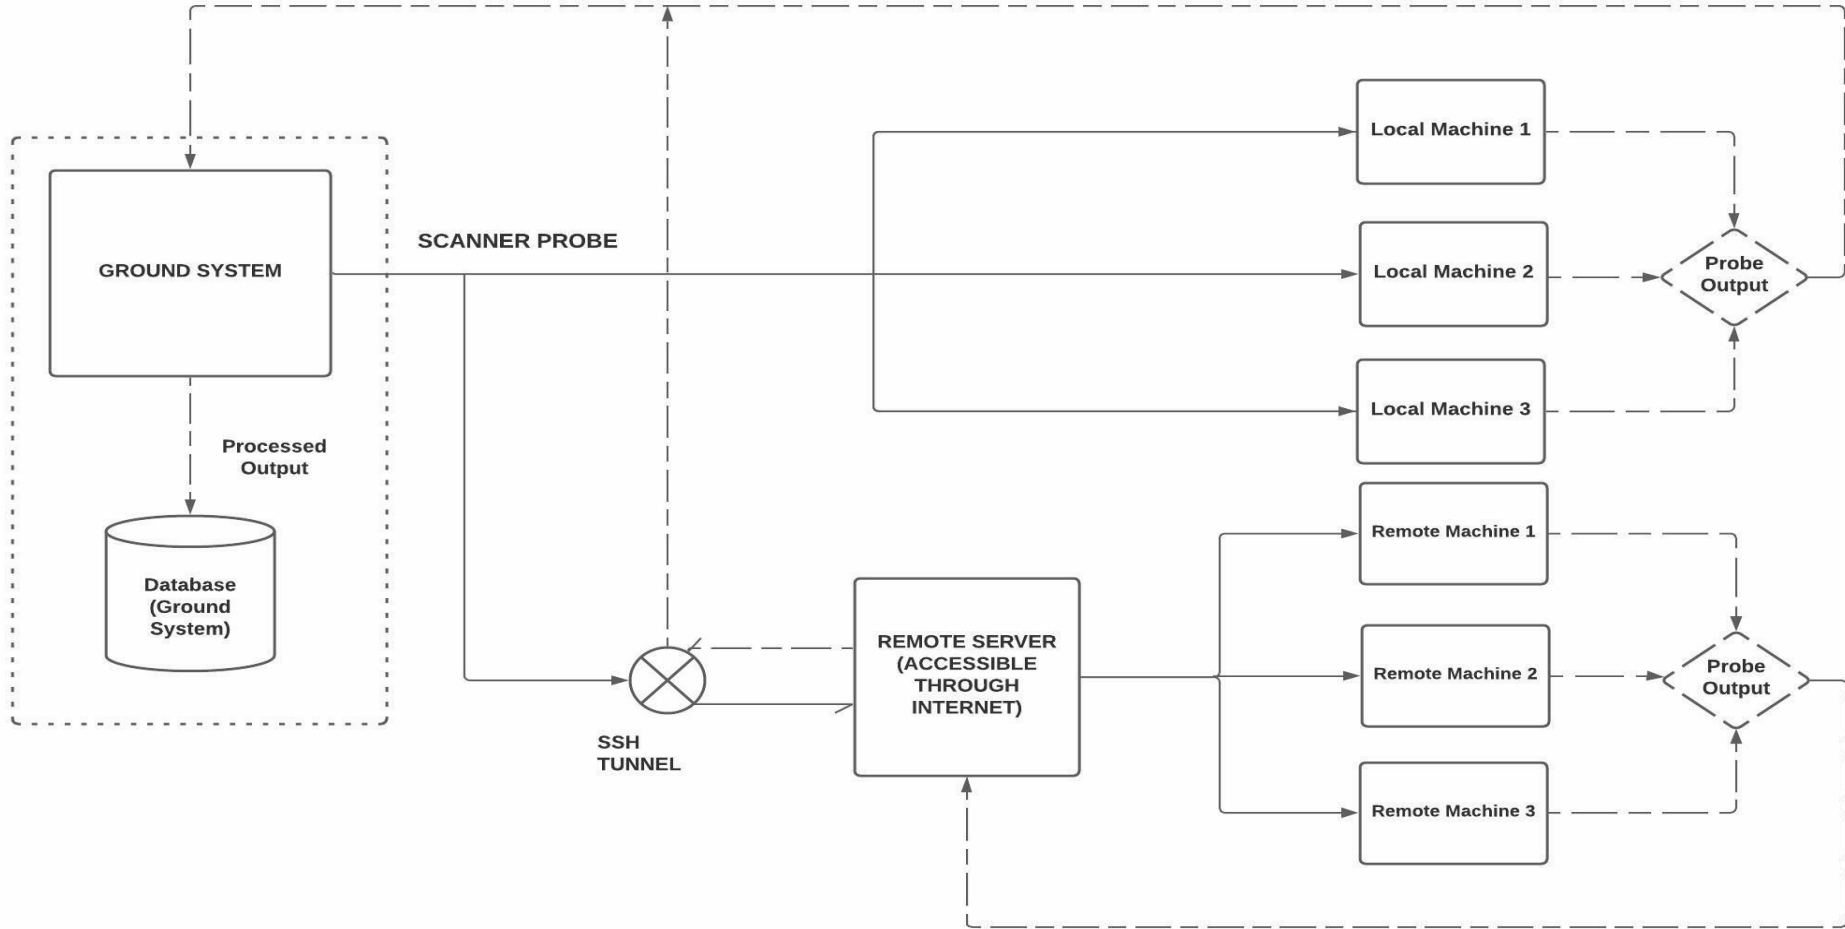 SCANNER PROBE
GROUND SYSTEM
Processed
Output
Database
(Ground
System)
SSH
TUNNEL
REMOTE SERVER
(ACCESSIBLE
THROUGH
INTERNET)
Local Machine 1
Local Machine 2
Local Machine 3
Probe
Output
Remote Machine 1
Remote Machine 2
Remote Machine 3
Probe
Output